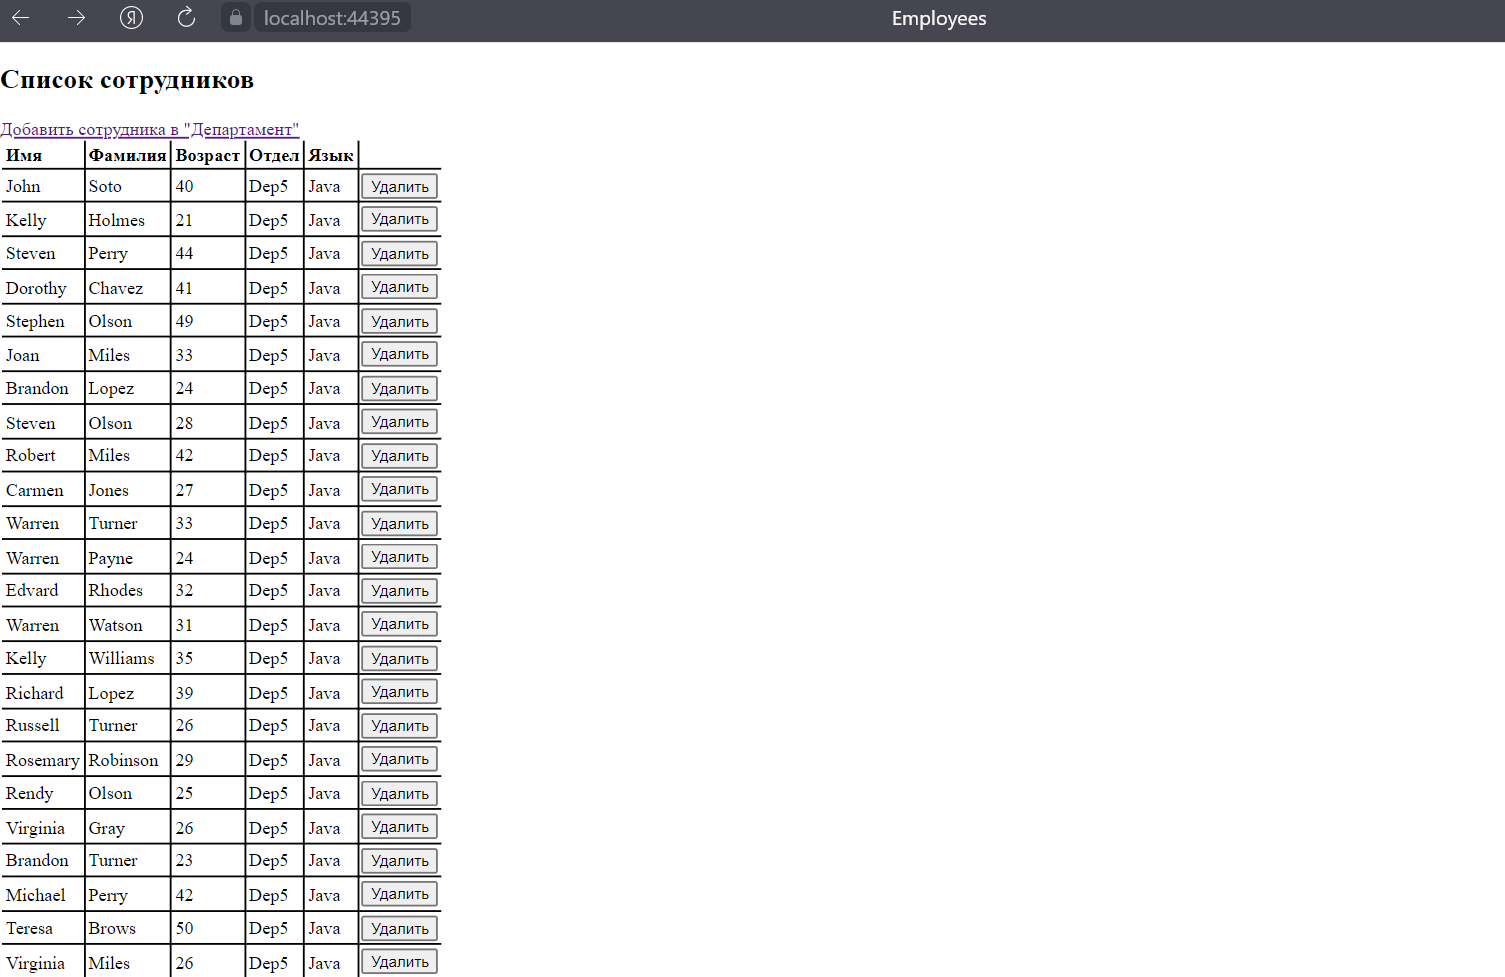 Я localhost:44395 Employees
Список сотрудников
Добавить сотрудника в "Департамент"
Имя Фамилия Возраст Отдел Язык
John Soto 40 Dep5 Java Удалить
Kelly Holmes 21 Dep5 Java Удалить
Steven Perry 44 Dep5 Java Удалить
Dorothy Chavez 41 Dep5 Java Удалить
Stephen Olson 49 Dep5 Java Удалить
Joan Miles 33 Dep5 Java Удалить
Brandon Lopez 24 Dep5 Java Удалить
Steven Olson 28 Dep5 Java Удалить
Robert Miles 42 Dep5 Java Удалить
Carmen Jones 27 Dep5 Java Удалить
Warren Turner 33 Dep5 Java Удалить
Warren Payne 24 Dep5 Java Удалить
Edvard Rhodes 32 Dep5 Java Удалить
Warren Watson 31 Dep5 Java Удалить
Kelly Williams 35 Dep5 Java Удалить
Richard Lopez 39 Dep5 Java Удалить
Russell Turner 26 Dep5 Java Удалить
Rosemary Robinson 29 Dep5 Java Удалить
Rendy Olson 25 Dep5 Java Удалить
Virginia Gray 26 Dep5 Java Удалить
Brandon Turner 23 Dep5 Java Удалить
Michael Perry 42 Dep5 Java Удалить
Teresa Brows 50 Dep5 Java Удалить
Virginia Miles 26 Dep5 Java Удалить